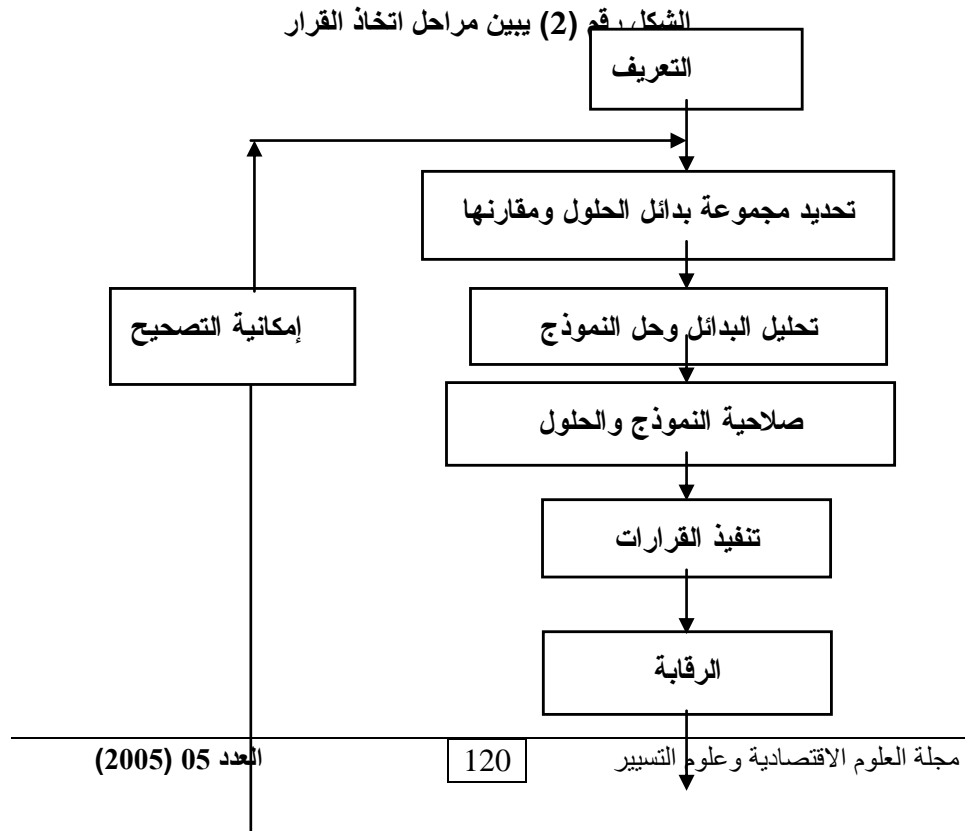 الشكل رقم (2) يبين مراحل اتخاذ القرار
التعريف
تحديد مجموعة بدائل الحلول ومقارنها
إمكانية التصحيح
تحليل البدائل وحل النموذج
صلاحية النموذج والحلول
تنفيذ القرارات
الرقابة
مجلة العلوم الاقتصادية وعلوم التسيير 120 العدد 05 (2005)